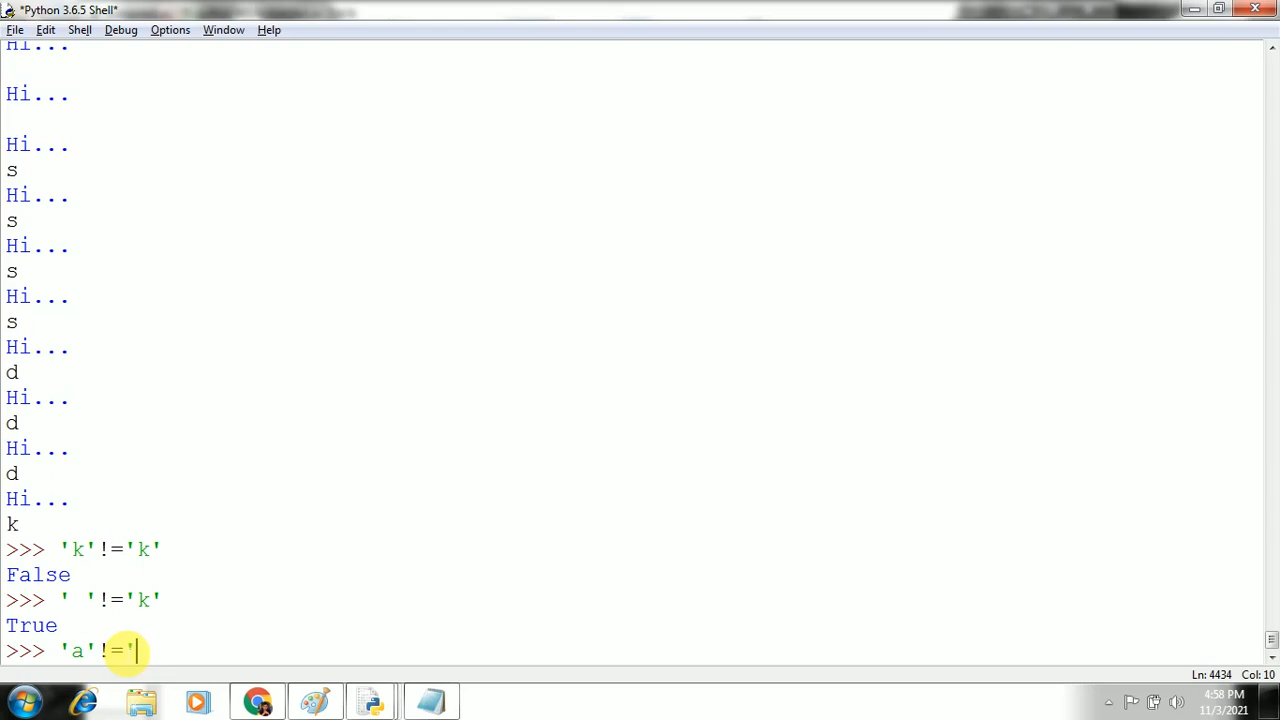 *Python 3.6.5 Shell*
File Edit Shell Debug Options Window Help
Hi...
Hi...
Hi...
s
Hi...
s
Hi...
s
Hi...
s
Hi...
d
Hi...
d
Hi...
d
Hi...
k
>>> 'k'!='k'
False
>>> ' '!='k'
True
>>> 'a'!='
Ln: 4434 Col: 10
4:58 PM
11/3/2021